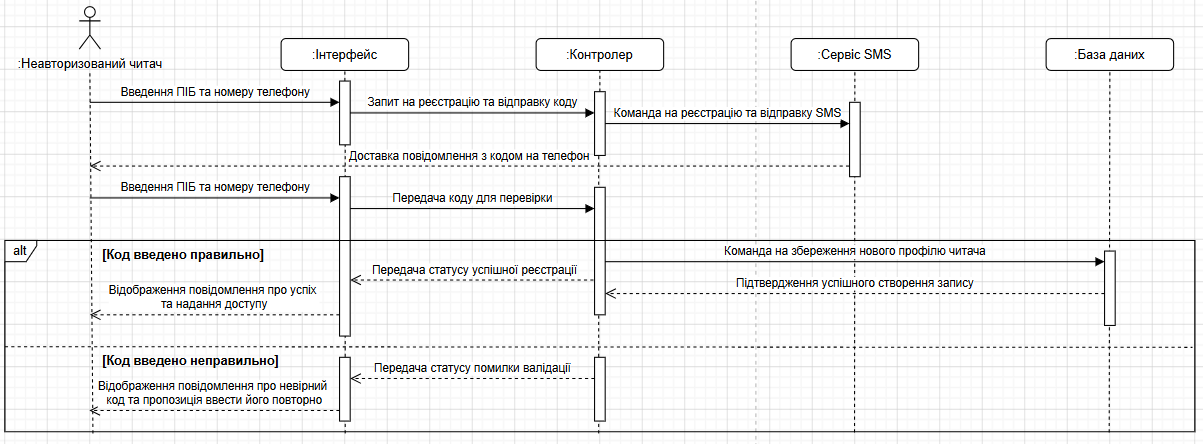 :Неавторизований читач
:Інтерфейс
:Контролер
:Сервіс SMS
:База даних
Введення ПІБ та номеру телефону
Запит на реєстрацію та відправку коду
Команда на реєстрацію та відправку SMS
Доставка повідомлення з кодом на телефон
Введення ПІБ та номеру телефону
Передача коду для перевірки
alt
[Код введено правильно]
Команда на збереження нового профілю читача
Передача статусу успішної реєстрації
Підтвердження успішного створення запису
Відображення повідомлення про успіх
та надання доступу
[Код введено неправильно]
Передача статусу помилки валідації
Відображення повідомлення про невірний
код та пропозиція ввести його повторно